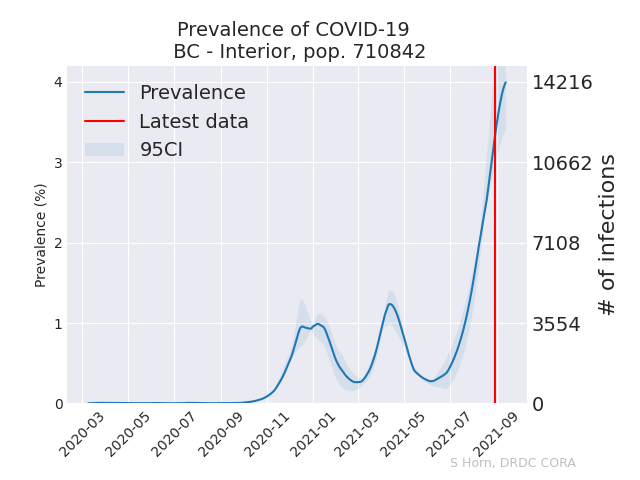 Prevalence of COVID-19
BC - Interior, pop. 710842
Prevalence
Latest data
95CI
Prevalence (%)
4
3
2
1
0
14216
10662
7108
3554
0
# of infections
2020-03
2020-05
2020-07
2020-09
2020-11
2021-01
2021-03
2021-05
2021-07
2021-09
S Horn, DRDC CORA